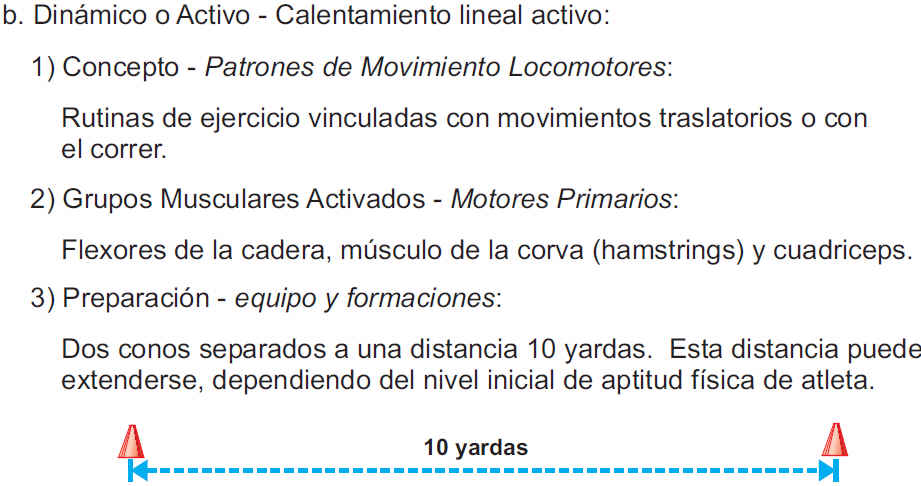 b. Dinámico o Activo - Calentamiento lineal activo:
1) Concepto - Patrones de Movimiento Locomotores:
Rutinas de ejercicio vinculadas con movimientos traslatorios o con
el correr.
2) Grupos Musculares Activados - Motores Primarios:
Flexores de la cadera, músculo de la corva (hamstrings) y cuadriceps.
3) Preparación - equipo y formaciones:
Dos conos separados a una distancia 10 yardas. Esta distancia puede
extenderse, dependiendo del nivel inicial de aptitud física de atleta.
10 yardas